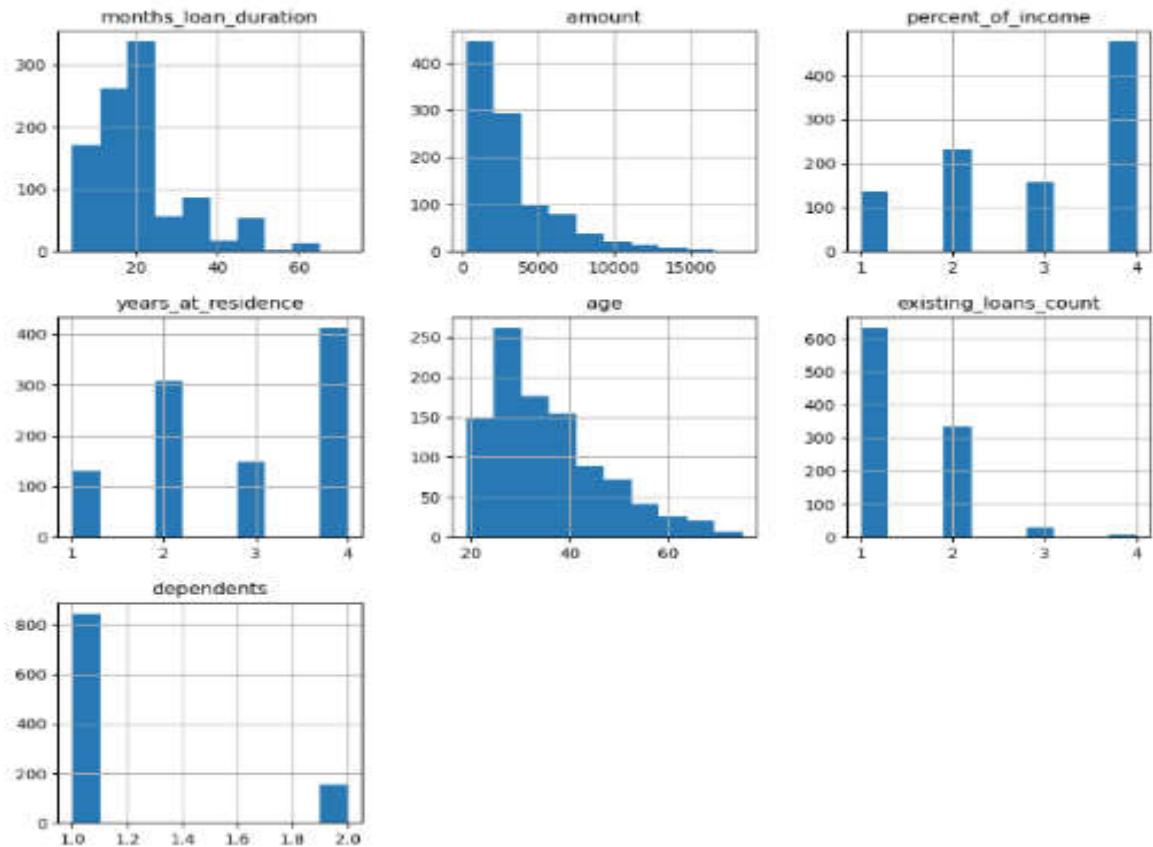 months_loan_duration
300
200
100
0
20 40 60
amount
400
300
200
100
0
0 5000 10000 15000
percent_of_income
400
300
200
100
0
1 2 3 4
years_at_residence
400
300
200
100
0
1 2 3 4
age
250
200
150
100
50
0
20 40 60
existing_loans_count
600
500
400
300
200
100
0
1 2 3 4
dependents
800
600
400
200
0
1.0 1.2 1.4 1.6 1.8 2.0